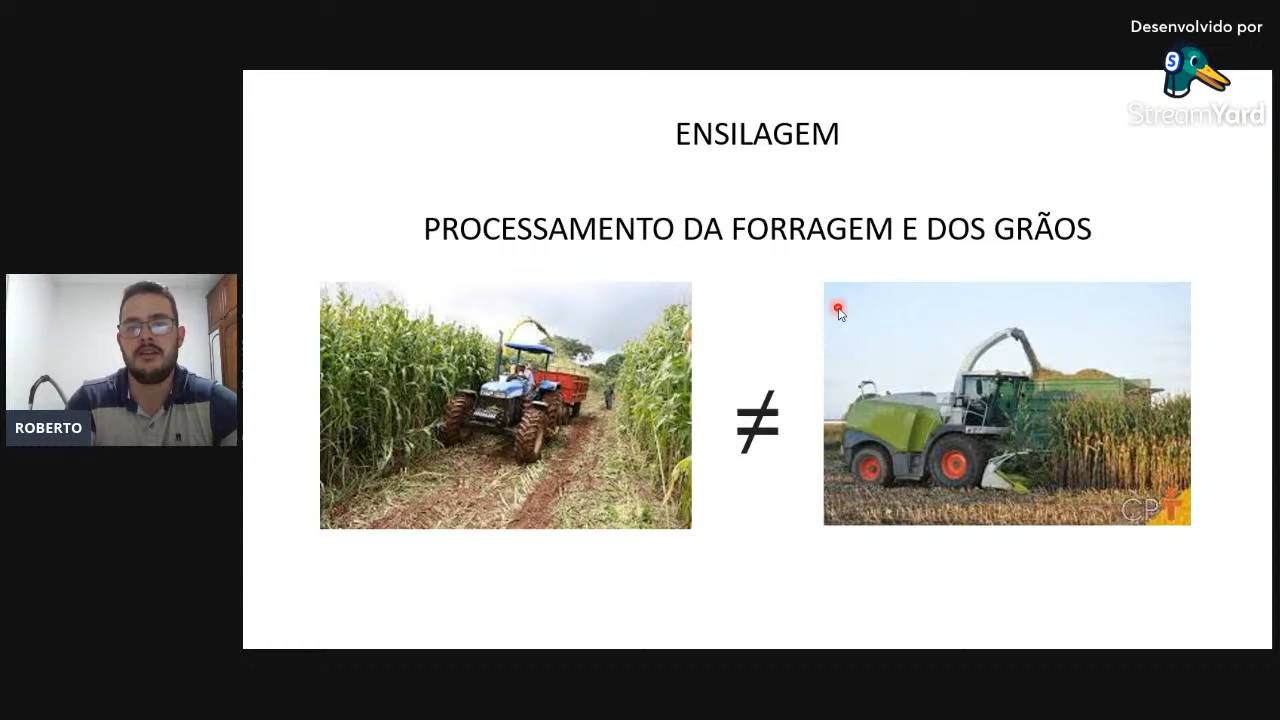 Desenvolvido por
S
StreamYard
ENSILAGEM
PROCESSAMENTO DA FORRAGEM E DOS GRÃOS
≠
CPT
ROBERTO